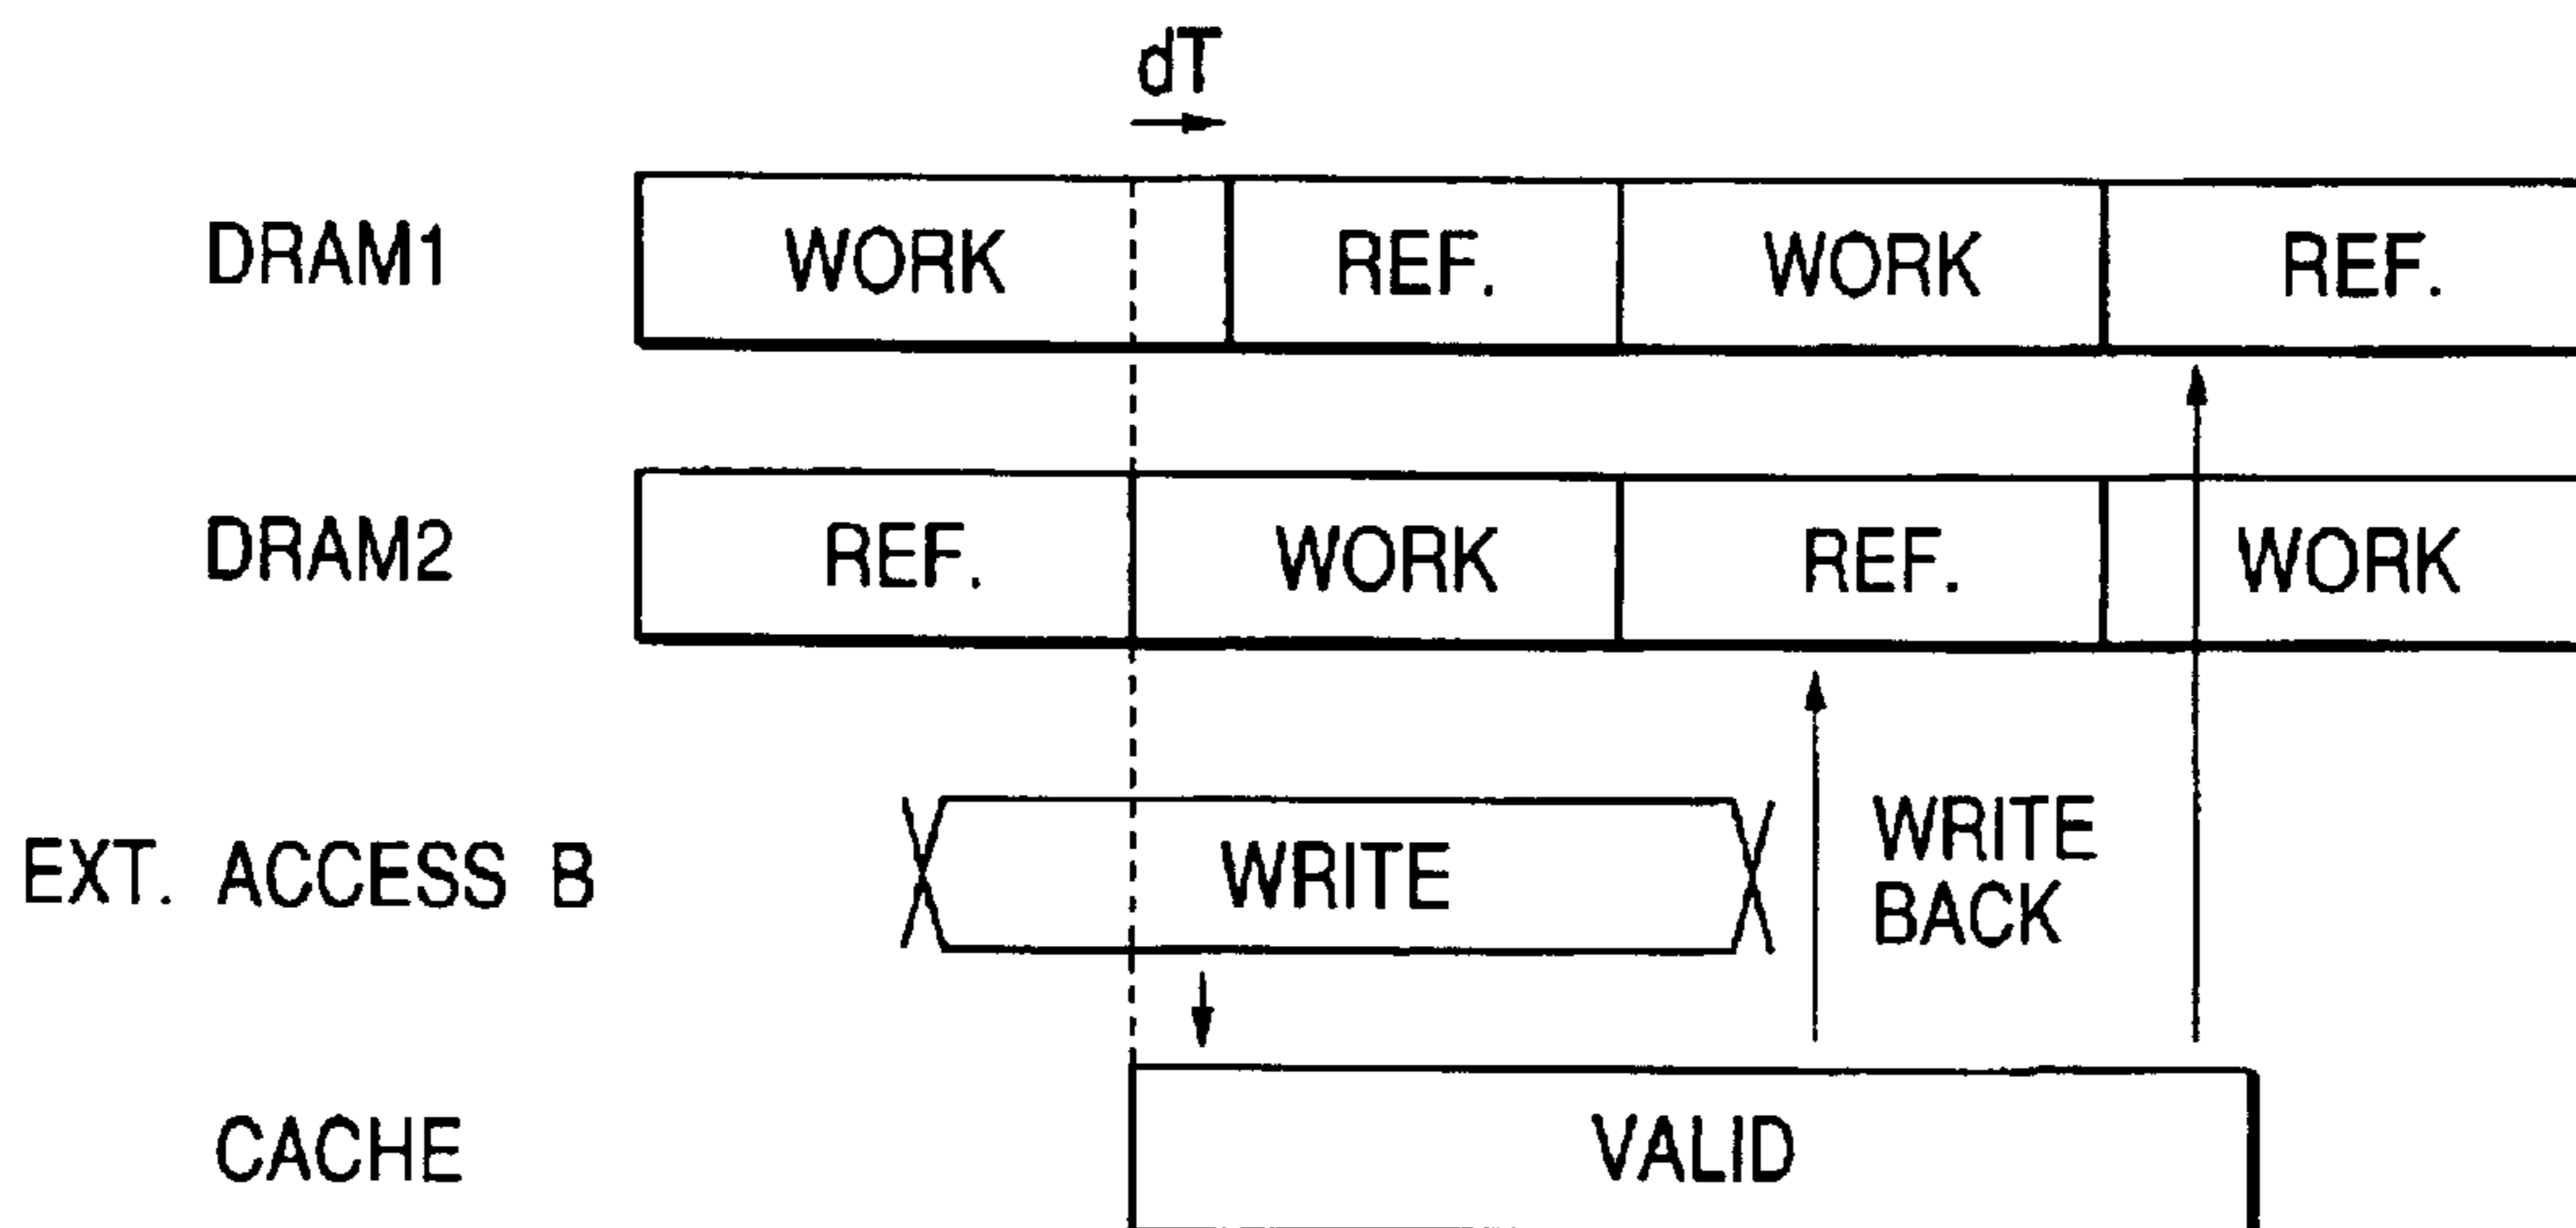 dT
DRAM1 WORK REF. WORK REF.
DRAM2 REF. WORK REF. WORK
EXT. ACCESS B WRITE WRITE
BACK
CACHE VALID